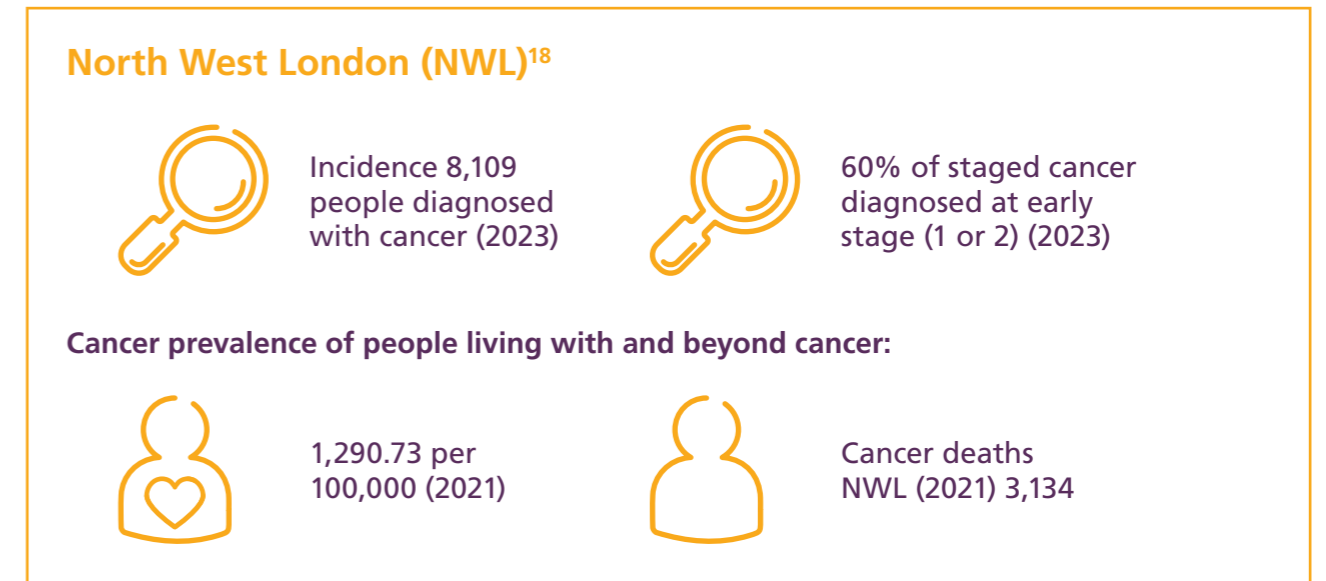 North West London (NWL)18
Incidence 8,109
people diagnosed
with cancer (2023)
60% of staged cancer
diagnosed at early
stage (1 or 2) (2023)
Cancer prevalence of people living with and beyond cancer:
1,290.73 per
100,000 (2021)
Cancer deaths
NWL (2021) 3,134